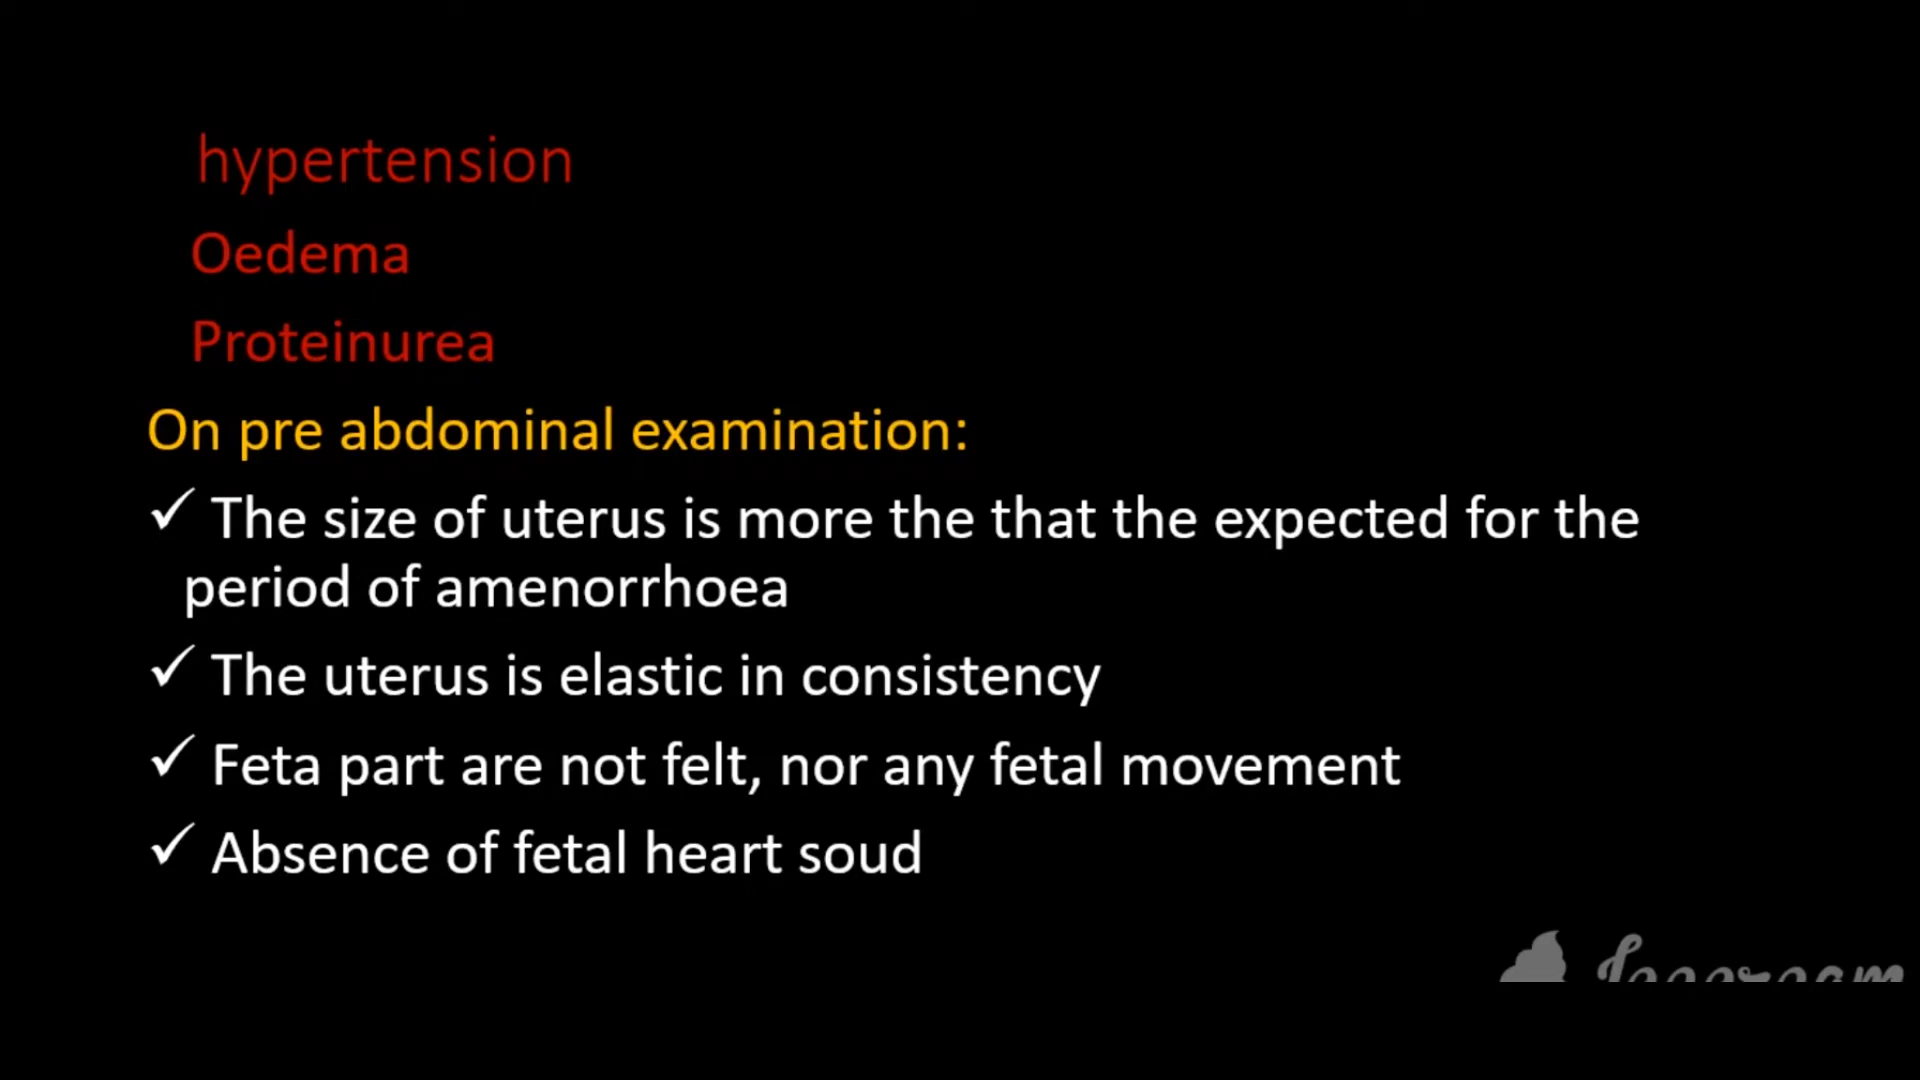 hypertension
Oedema
Proteinurea
On pre abdominal examination:
✓ The size of uterus is more the that the expected for the
period of amenorrhoea
✓ The uterus is elastic in consistency
✓ Feta part are not felt, nor any fetal movement
✓ Absence of fetal heart soud